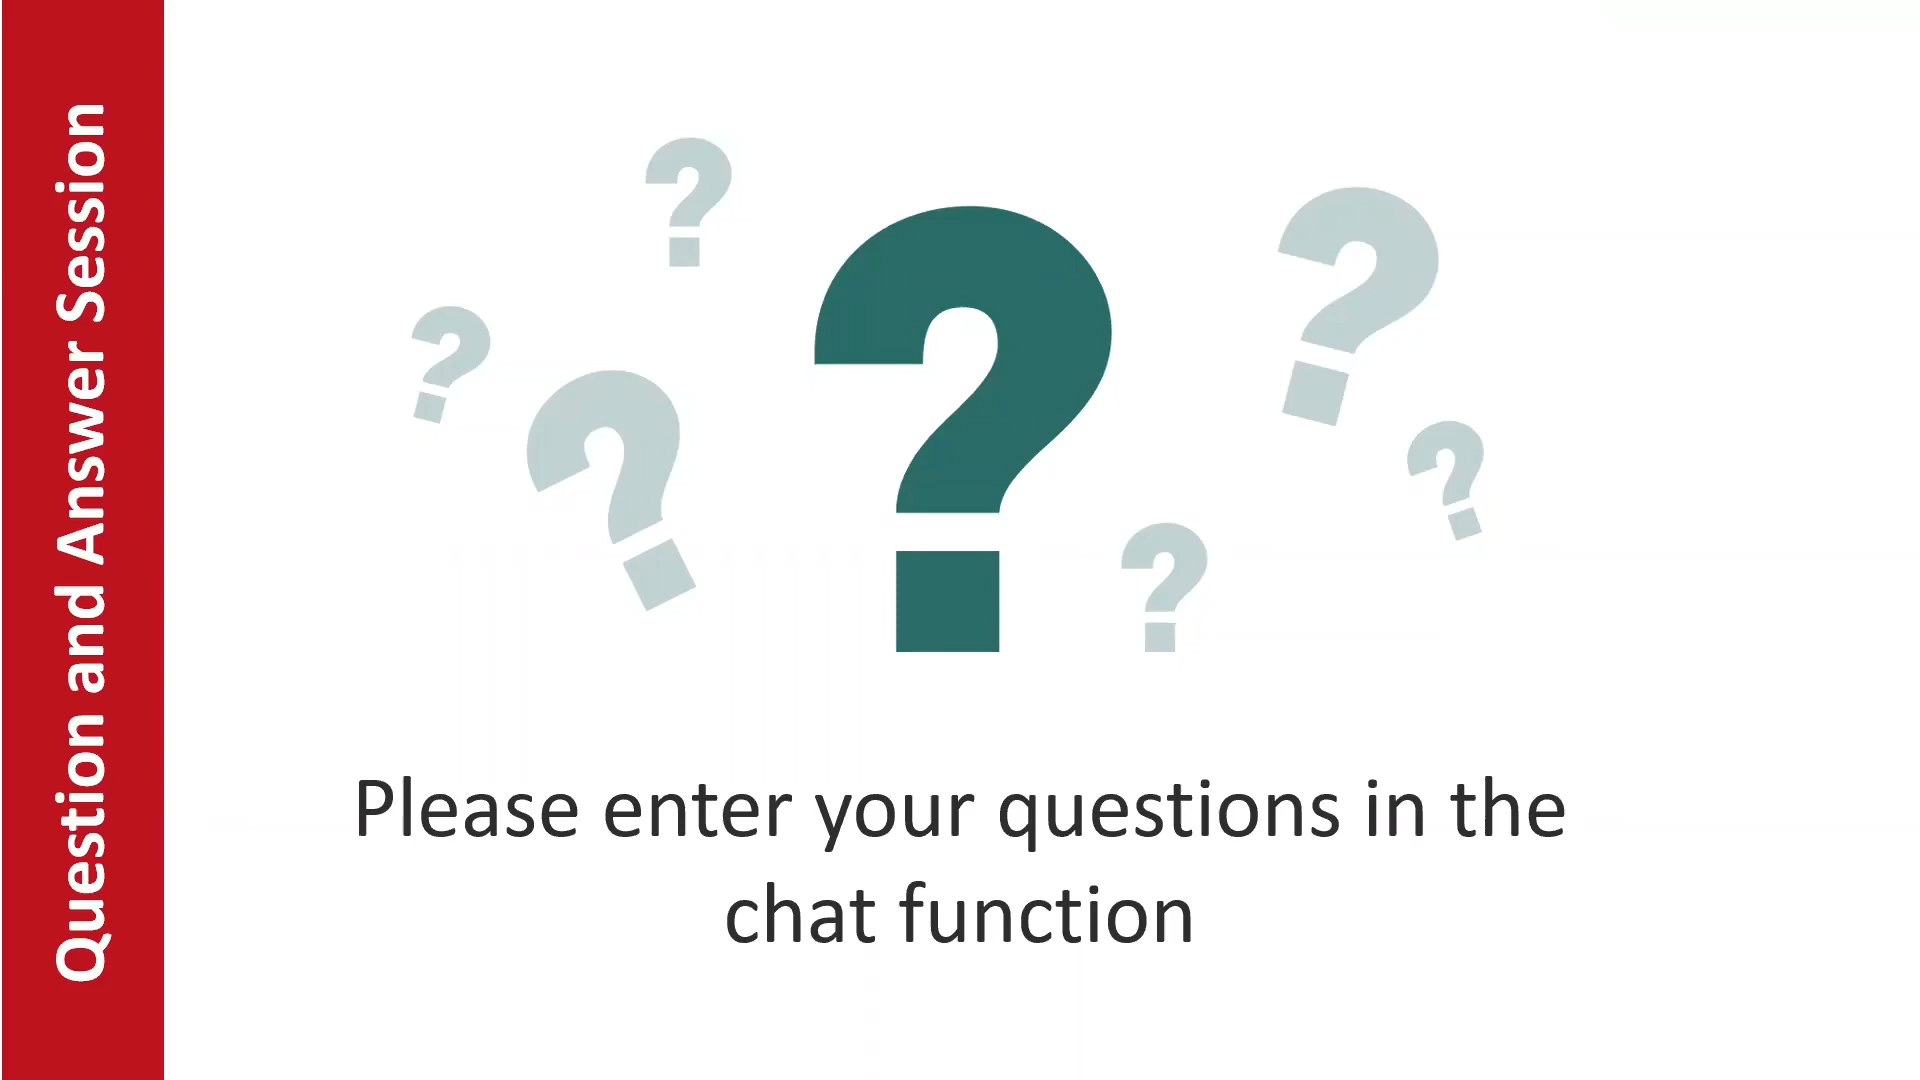 Question and Answer Session
?
?
?
?
?
?
?
Please enter your questions in the
chat function